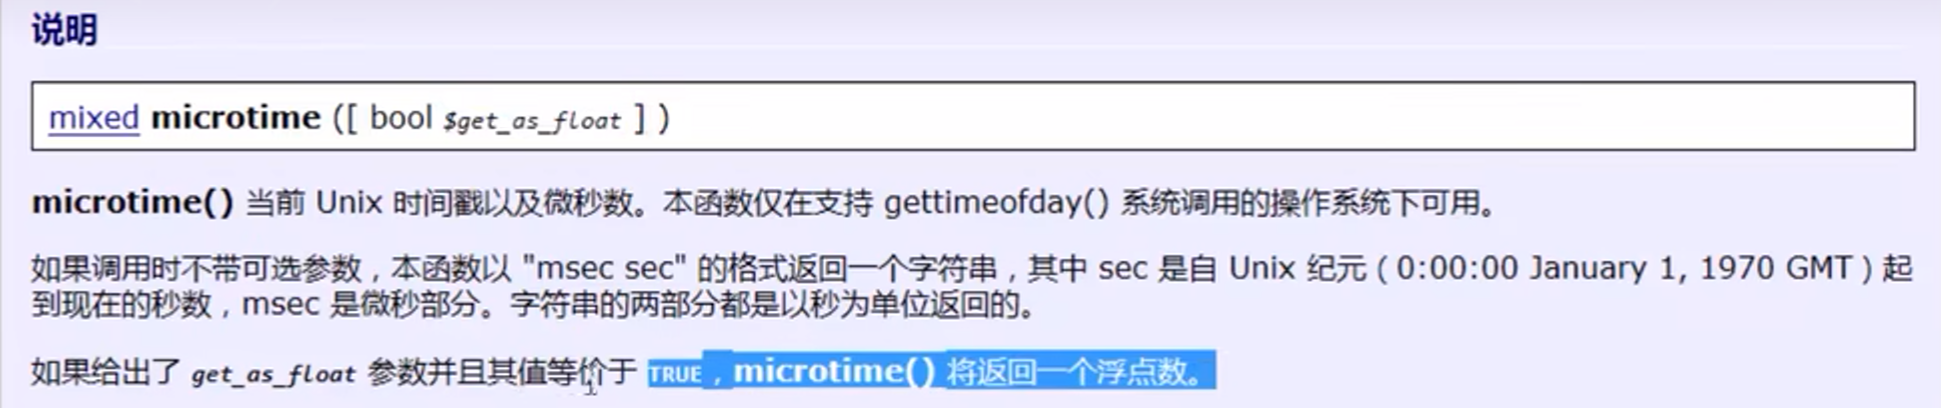 说明
mixed microtime ([ bool $get_as_float ] )
microtime() 当前 Unix 时间戳以及微秒数。本函数仅在支持 gettimeofday() 系统调用的操作系统下可用。
如果调用时不带可选参数，本函数以 "msec sec" 的格式返回一个字符串，其中 sec 是自 Unix 纪元（0:00:00 January 1, 1970 GMT）起
到现在的秒数，msec 是微秒部分。字符串的两部分都是以秒为单位返回的。
如果给出了 get_as_float 参数并且其值等价于 TRUE，microtime() 将返回一个浮点数。